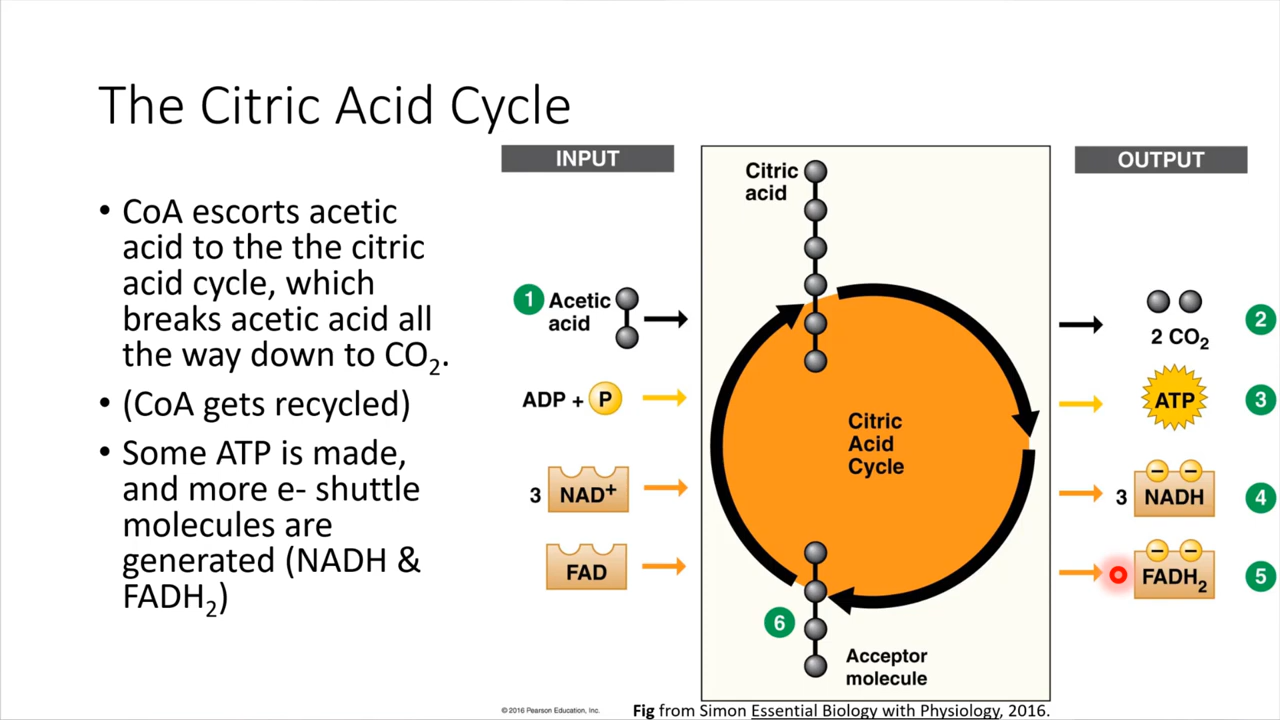 The Citric Acid Cycle
• CoA escorts acetic
acid to the the citric
acid cycle, which
breaks acetic acid all
the way down to CO₂.
• (CoA gets recycled)
• Some ATP is made,
and more e- shuttle
molecules are
generated (NADH &
FADH₂)
INPUT
1 Acetic
acid
ADP + P
3 NAD⁺
FAD
Citric
acid
Citric
Acid
Cycle
6
Acceptor
molecule
OUTPUT
2 CO₂ 2
ATP 3
3 NADH 4
FADH₂ 5
© 2016 Pearson Education, Inc.
Fig from Simon Essential Biology with Physiology, 2016.